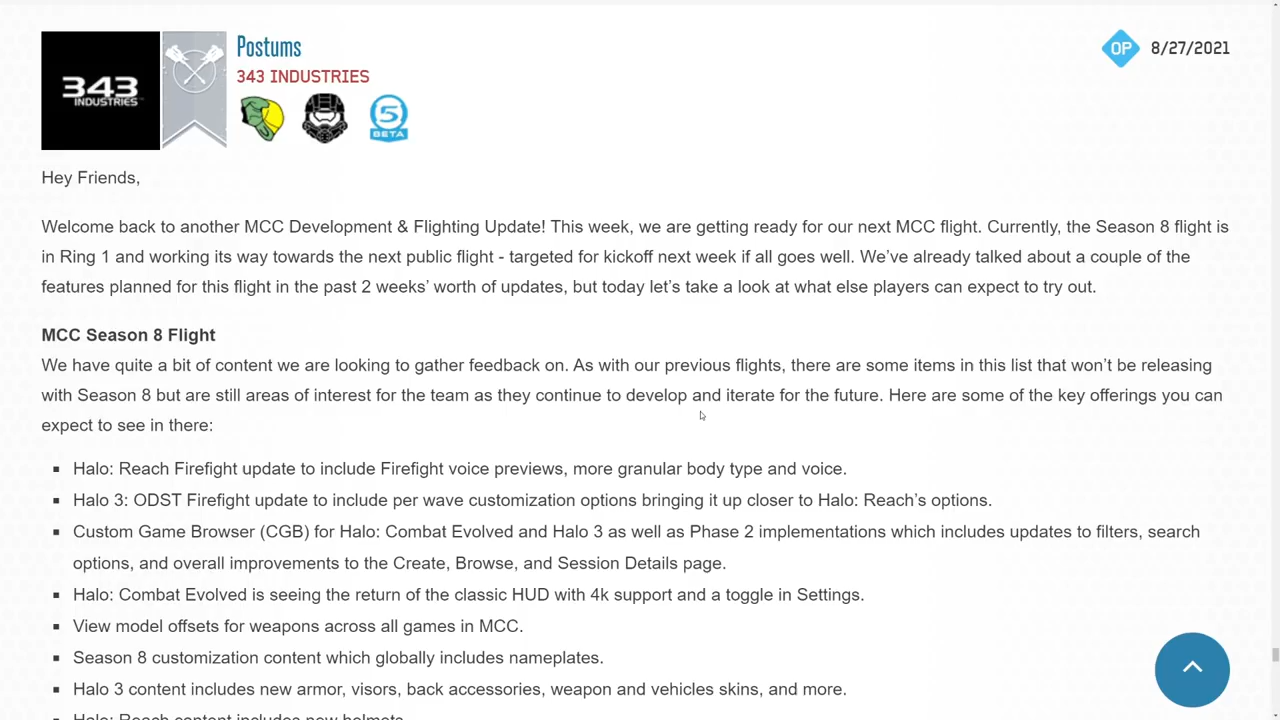 343
INDUSTRIES
Postums
343 INDUSTRIES
5
BETA
OP 8/27/2021
Hey Friends,
Welcome back to another MCC Development & Flighting Update! This week, we are getting ready for our next MCC flight. Currently, the Season 8 flight is
in Ring 1 and working its way towards the next public flight - targeted for kickoff next week if all goes well. We’ve already talked about a couple of the
features planned for this flight in the past 2 weeks’ worth of updates, but today let’s take a look at what else players can expect to try out.
MCC Season 8 Flight
We have quite a bit of content we are looking to gather feedback on. As with our previous flights, there are some items in this list that won’t be releasing
with Season 8 but are still areas of interest for the team as they continue to develop and iterate for the future. Here are some of the key offerings you can
expect to see in there:
▪ Halo: Reach Firefight update to include Firefight voice previews, more granular body type and voice.
▪ Halo 3: ODST Firefight update to include per wave customization options bringing it up closer to Halo: Reach’s options.
▪ Custom Game Browser (CGB) for Halo: Combat Evolved and Halo 3 as well as Phase 2 implementations which includes updates to filters, search
options, and overall improvements to the Create, Browse, and Session Details page.
▪ Halo: Combat Evolved is seeing the return of the classic HUD with 4k support and a toggle in Settings.
▪ View model offsets for weapons across all games in MCC.
▪ Season 8 customization content which globally includes nameplates.
▪ Halo 3 content includes new armor, visors, back accessories, weapon and vehicles skins, and more.
▪ Halo: Reach content includes new helmets